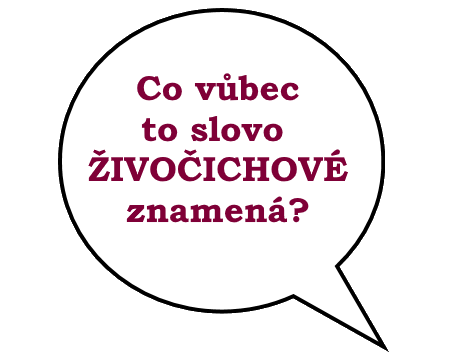 Co vůbec
to slovo
ŽIVOČICHOVÉ
znamená?